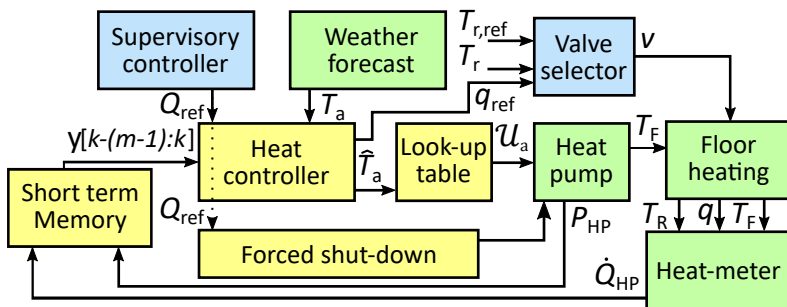 Supervisory
controller
Weather
forecast
T_r,ref
T_r
q_ref
Valve
selector
v
Q_ref
T_a
y[k-(m-1):k]
Heat
controller
T̂_a
Look-up
table
𝒰_a
Heat
pump
T_F
Floor
heating
Short term
Memory
Q_ref
Forced shut-down
P_HP
T_R
q
T_F
Q̇_HP
Heat-meter